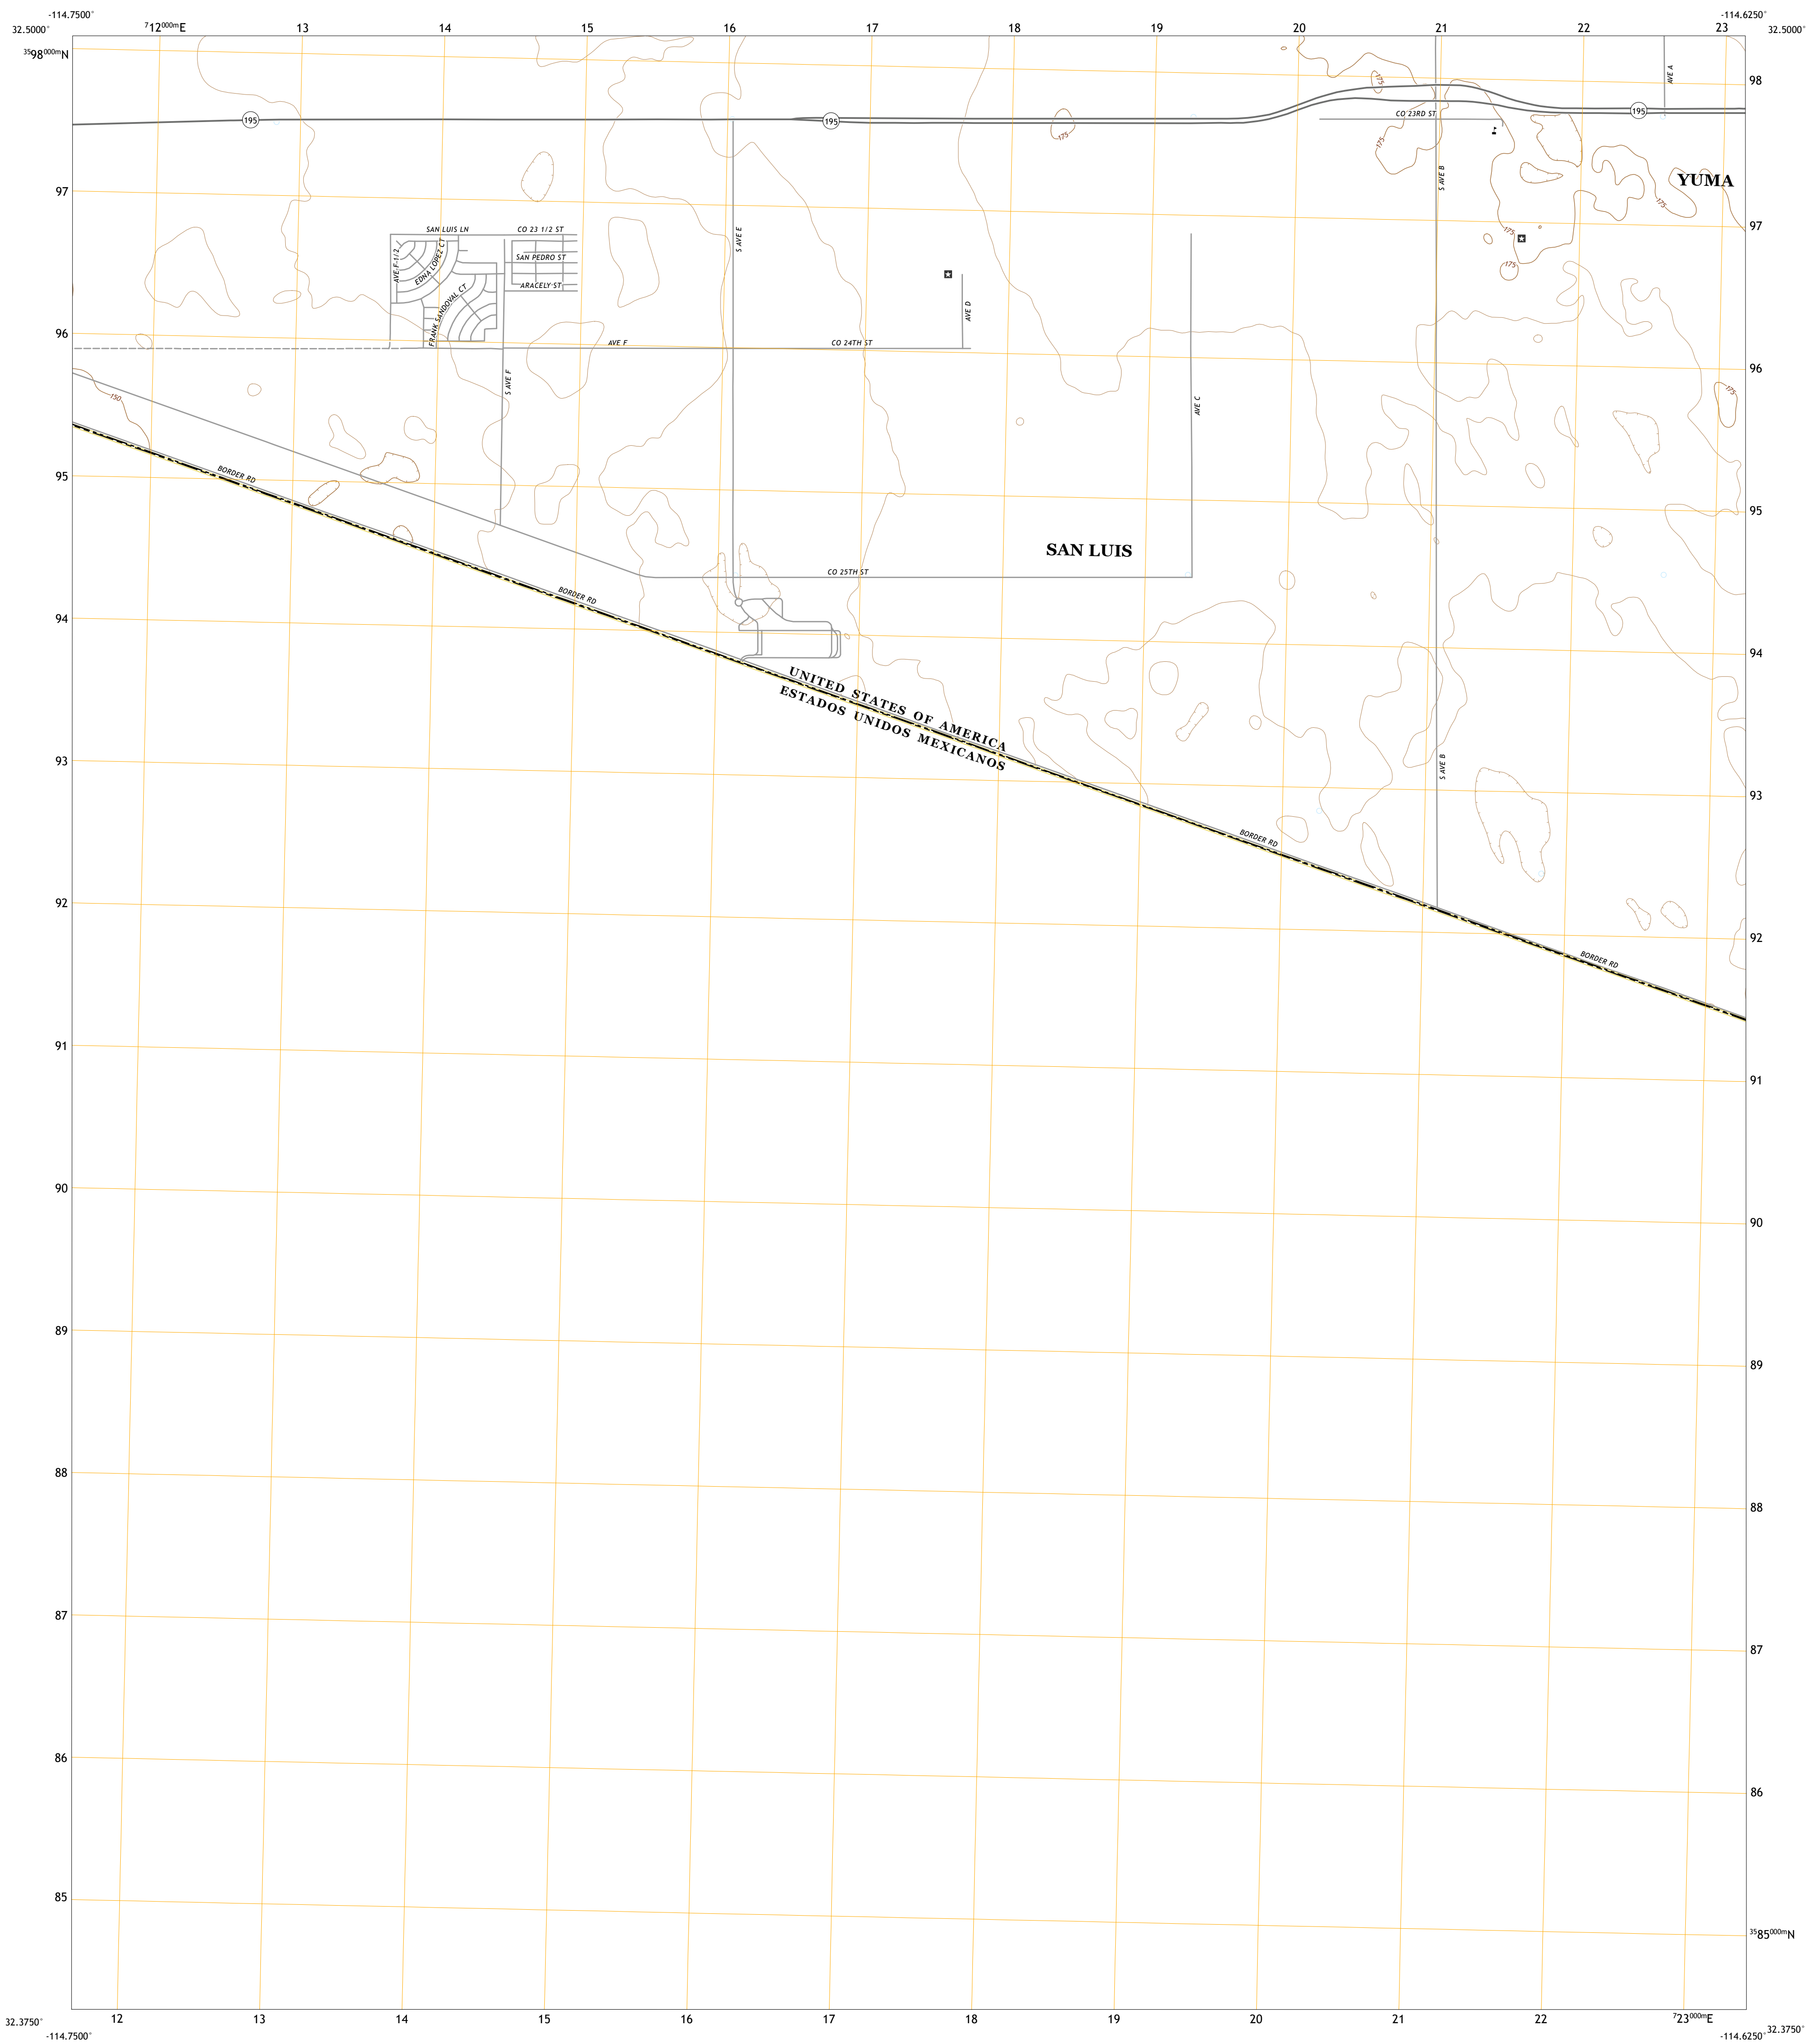 -114.7500°
-114.6250°
32.5000°
⁷12⁰⁰⁰ᵐE
13
14
15
16
17
18
19
20
21
22
23
32.5000°
³⁵98⁰⁰⁰ᵐN
98
AVE A
175
195
195
175
CO 23RD ST
195
175
S AVE B
YUMA
97
175
97
SAN LUIS LN
CO 23 1/2 ST
S AVE E
175
AVE F 1/2
EDNA LOPEZ CT
SAN PEDRO ST
175
ARACELY ST
FRANK SANDOVAL CT
AVE D
96
AVE F
CO 24TH ST
96
S AVE F
175
150
AVE C
95
BORDER RD
95
SAN LUIS
CO 25TH ST
BORDER RD
94
94
UNITED STATES OF AMERICA
ESTADOS UNIDOS MEXICANOS
93
S AVE B
93
BORDER RD
92
92
BORDER RD
91
91
90
90
89
89
88
88
87
87
86
86
85
³⁵85⁰⁰⁰ᵐN
32.3750°
12
13
14
15
16
17
18
19
20
21
22
⁷23⁰⁰⁰ᵐE
32.3750°
-114.7500°
-114.6250°